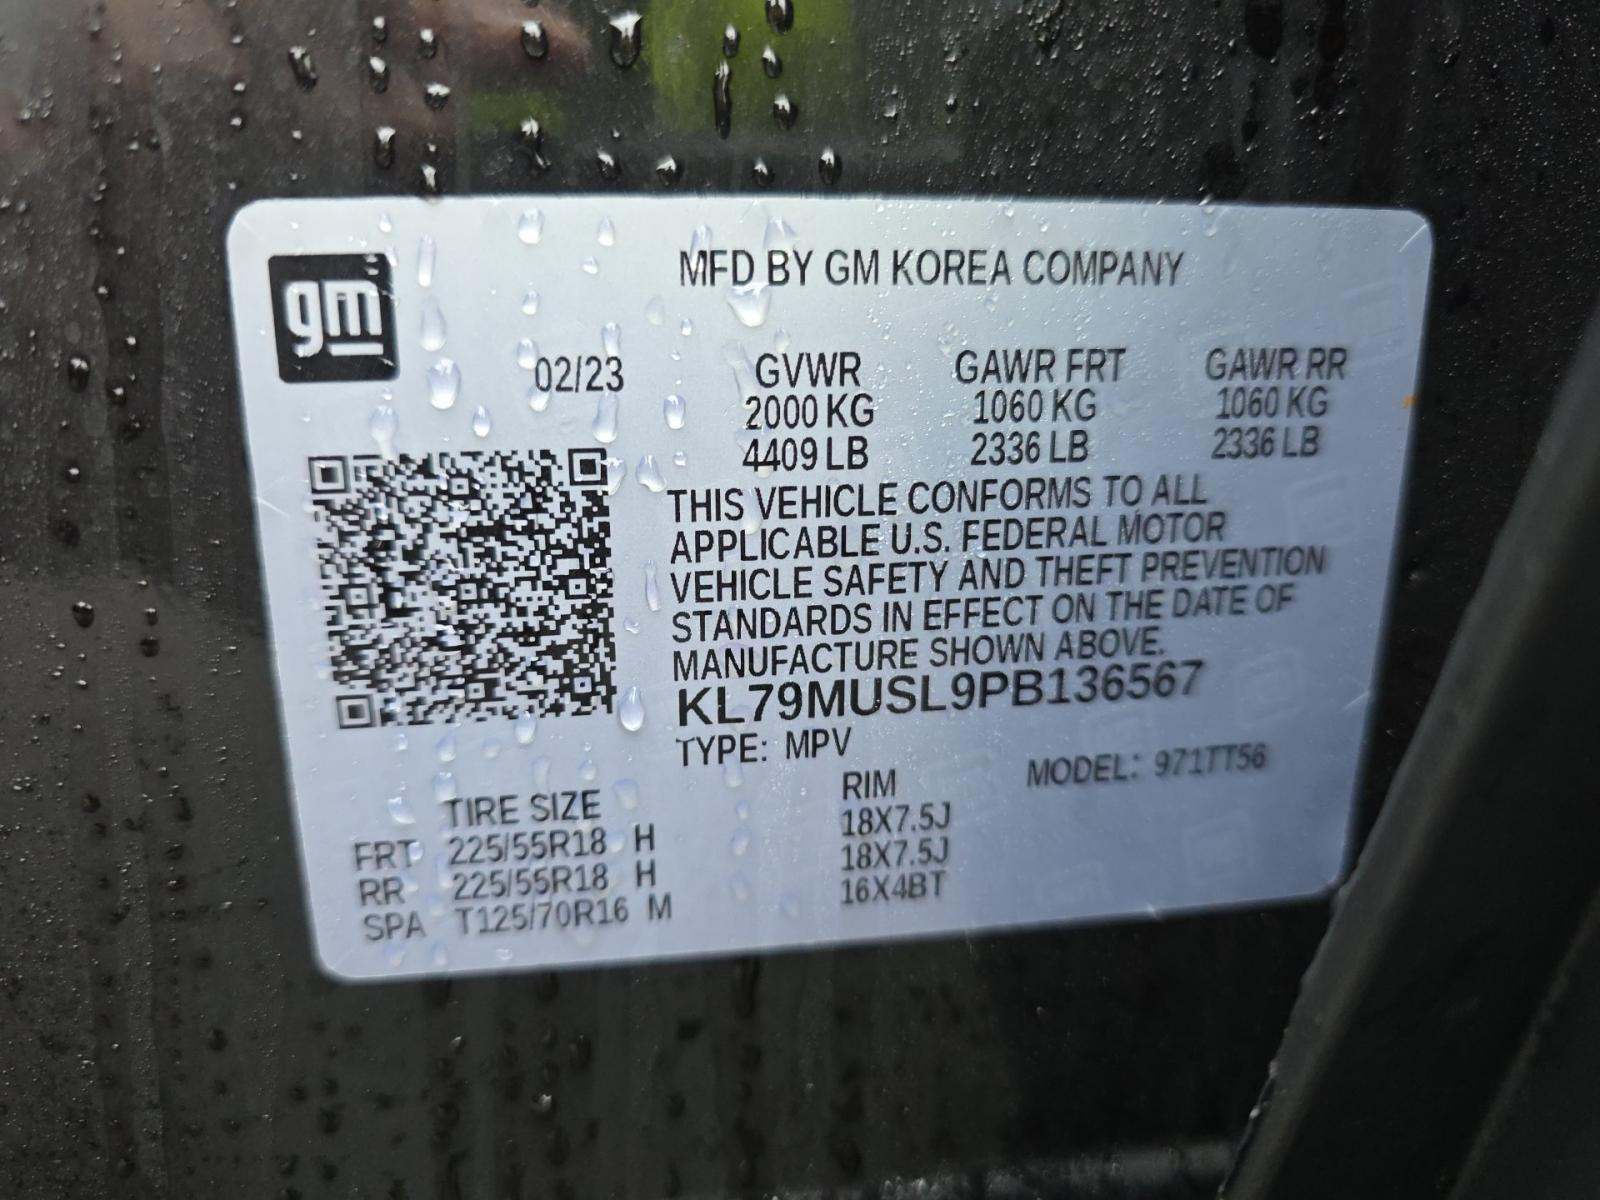 gm
MFD BY GM KOREA COMPANY
02/23 GVWR GAWR FRT GAWR RR
2000 KG 1060 KG 1060 KG
4409 LB 2336 LB 2336 LB
THIS VEHICLE CONFORMS TO ALL
APPLICABLE U.S. FEDERAL MOTOR
VEHICLE SAFETY AND THEFT PREVENTION
STANDARDS IN EFFECT ON THE DATE OF
MANUFACTURE SHOWN ABOVE.
KL79MUSL9PB136567
TYPE: MPV MODEL: 971TT56
TIRE SIZE RIM
FRT 225/55R18 H 18X7.5J
RR 225/55R18 H 18X7.5J
SPA T125/70R16 M 16X4BT